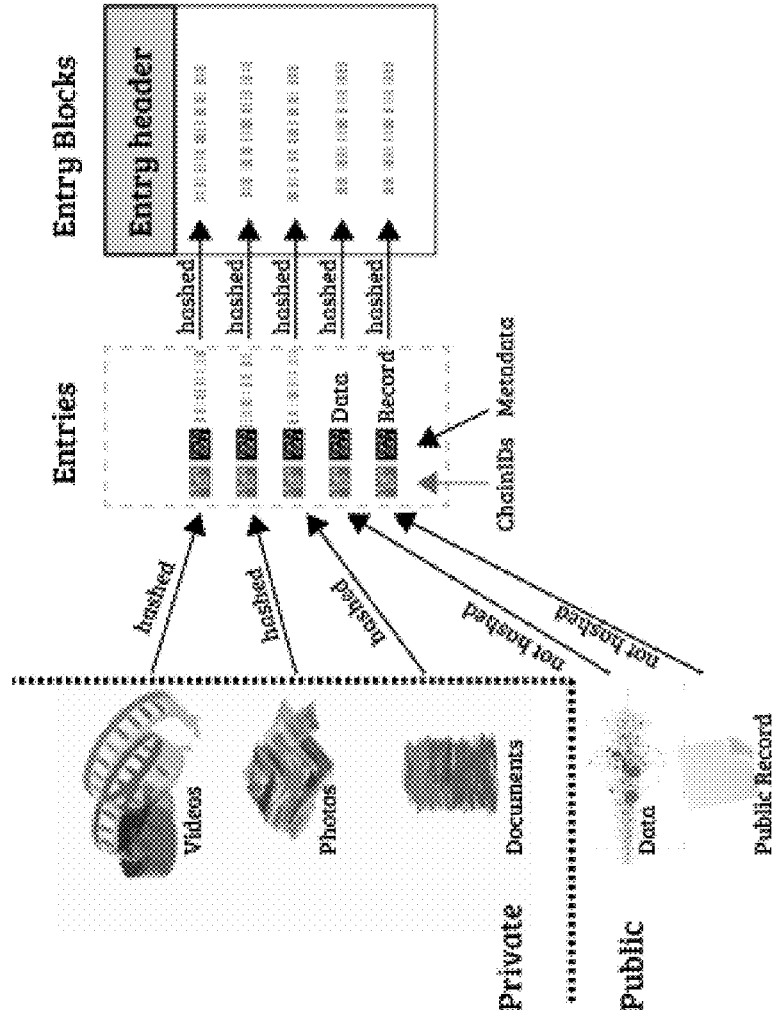 Entry Blocks
Entry header
hashed
hashed
hashed
hashed
hashed
Entries
Data
Record
ChainIDs
Metadata
hashed
hashed
hashed
not hashed
not hashed
Videos
Photos
Documents
Private
Public
Data
Public Record